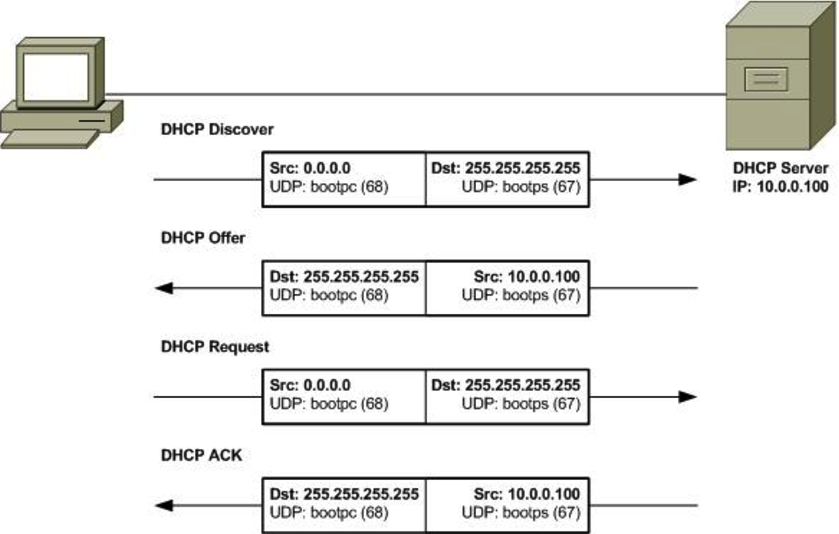 DHCP Discover
Src: 0.0.0.0 Dst: 255.255.255.255
UDP: bootpc (68) UDP: bootps (67)
DHCP Server
IP: 10.0.0.100
DHCP Offer
Dst: 255.255.255.255 Src: 10.0.0.100
UDP: bootpc (68) UDP: bootps (67)
DHCP Request
Src: 0.0.0.0 Dst: 255.255.255.255
UDP: bootpc (68) UDP: bootps (67)
DHCP ACK
Dst: 255.255.255.255 Src: 10.0.0.100
UDP: bootpc (68) UDP: bootps (67)